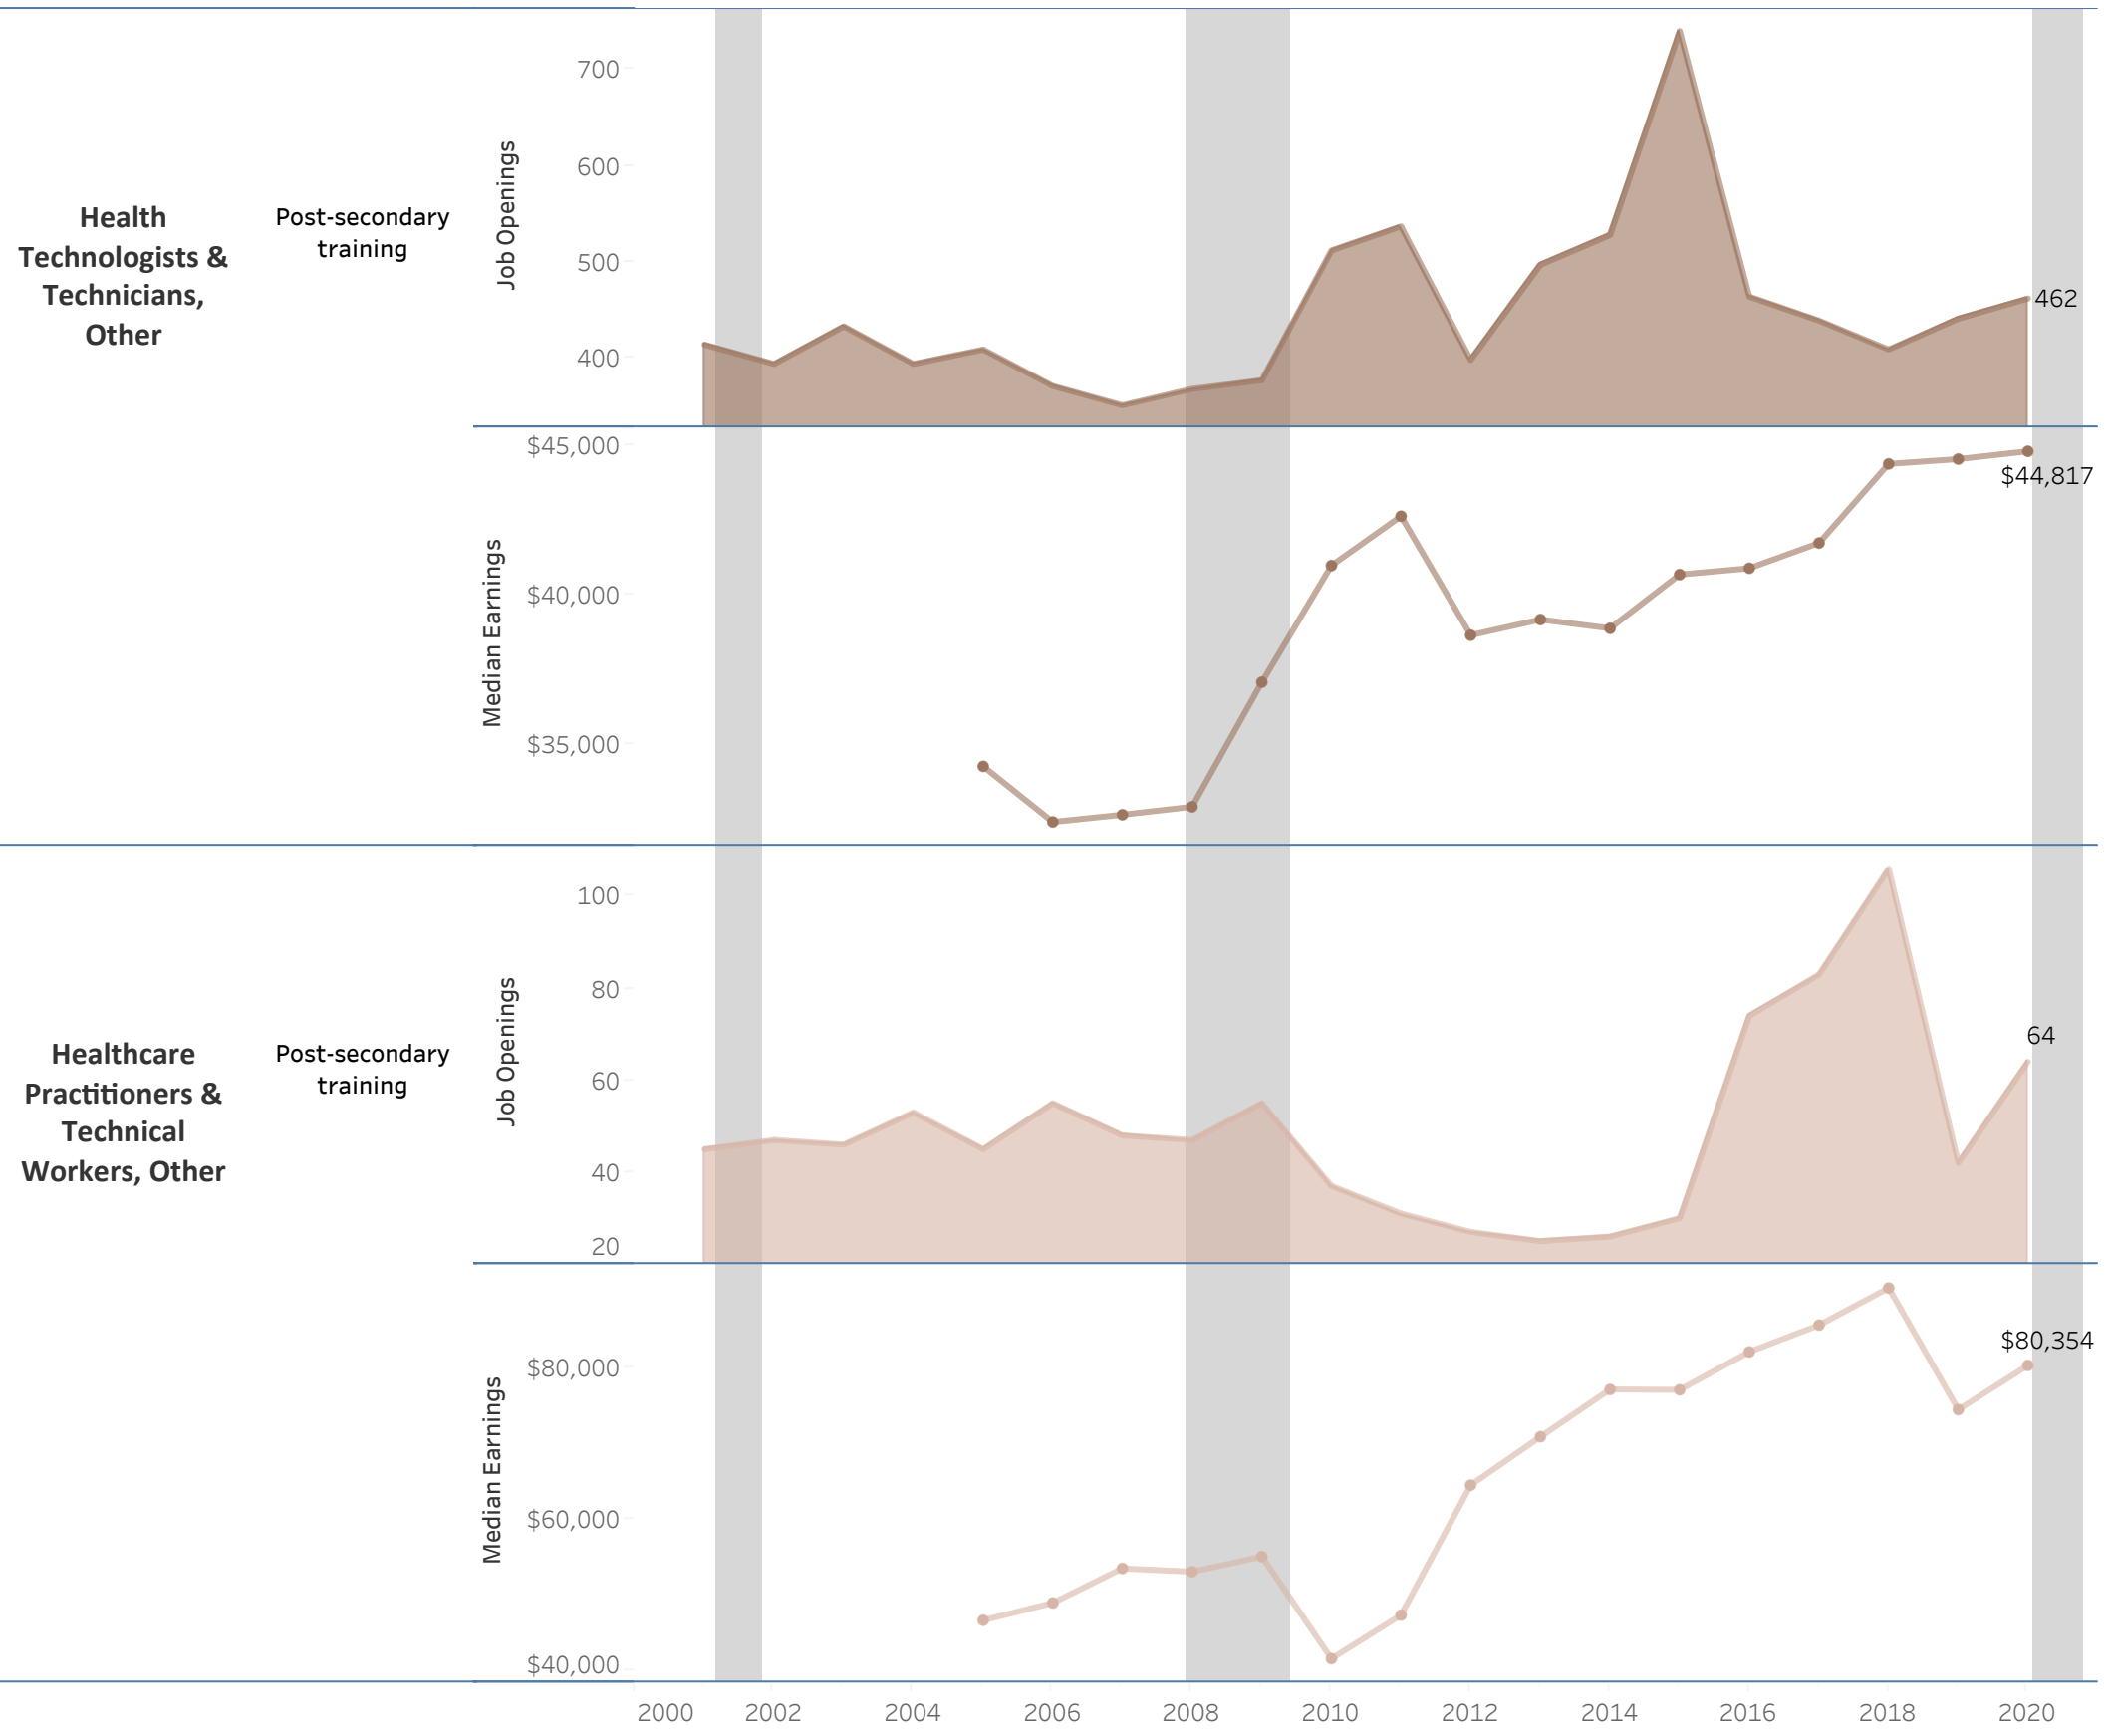 Health
Technologists &
Technicians,
Other
Post-secondary
training
Job Openings
700
600
500
400
462
Median Earnings
$45,000
$40,000
$35,000
$44,817
Healthcare
Practitioners &
Technical
Workers, Other
Post-secondary
training
Job Openings
100
80
60
40
20
64
Median Earnings
$80,000
$60,000
$40,000
$80,354
2000 2002 2004 2006 2008 2010 2012 2014 2016 2018 2020